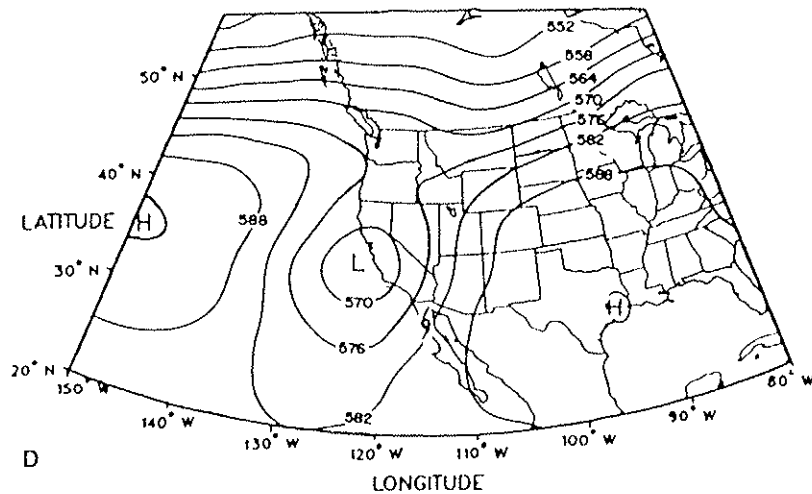 552
558
564
570
576
582
588
50° N
40° N
LATITUDE
H
588
30° N
L
570
H
576
20° N
582
150° W
140° W
130° W
120° W
110° W
100° W
90° W
80° W
D
LONGITUDE